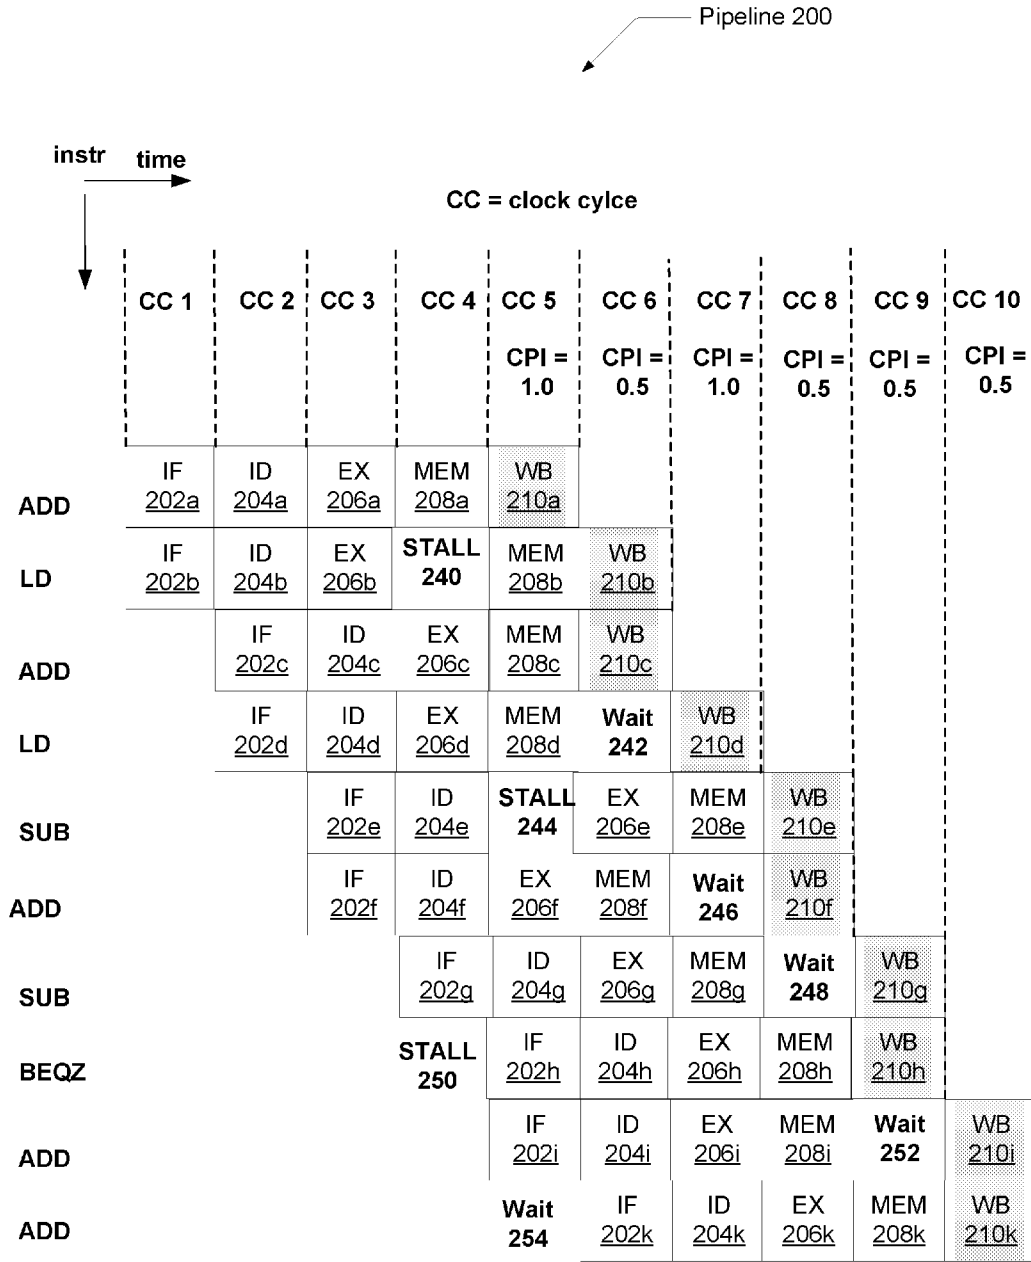 Pipeline 200
instr time
CC = clock cylce
CC 1 CC 2 CC 3 CC 4 CC 5 CC 6 CC 7 CC 8 CC 9 CC 10
CPI = CPI = CPI = CPI = CPI = CPI =
1.0 0.5 1.0 0.5 0.5 0.5
IF ID EX MEM WB
ADD 202a 204a 206a 208a 210a
IF ID EX STALL MEM WB
LD 202b 204b 206b 240 208b 210b
IF ID EX MEM WB
ADD 202c 204c 206c 208c 210c
IF ID EX MEM Wait WB
LD 202d 204d 206d 208d 242 210d
IF ID STALL EX MEM WB
SUB 202e 204e 244 206e 208e 210e
IF ID EX MEM Wait WB
ADD 202f 204f 206f 208f 246 210f
IF ID EX MEM Wait WB
SUB 202g 204g 206g 208g 248 210g
STALL IF ID EX MEM WB
BEQZ 250 202h 204h 206h 208h 210h
IF ID EX MEM Wait WB
ADD 202i 204i 206i 208i 252 210i
Wait IF ID EX MEM WB
ADD 254 202k 204k 206k 208k 210k